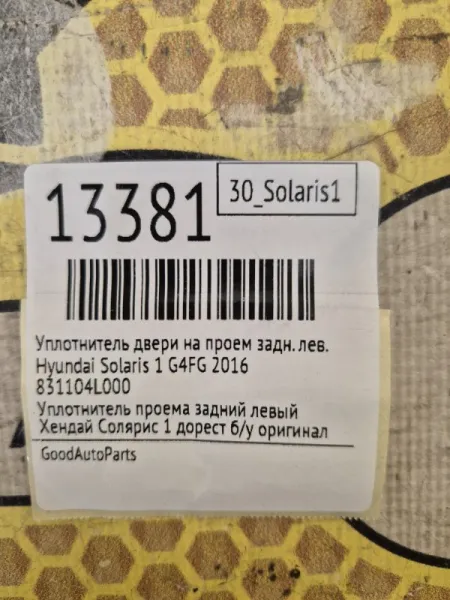 13381
30_Solaris1
Уплотнитель двери на проем задн. лев.
Hyundai Solaris 1 G4FG 2016
831104L000
Уплотнитель проема задний левый
Хендай Солярис 1 дорест б/у оригинал
GoodAutoParts